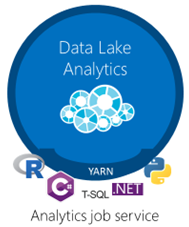 Data Lake
Analytics
YARN
R
C#
T-SQL
.NET
Analytics job service